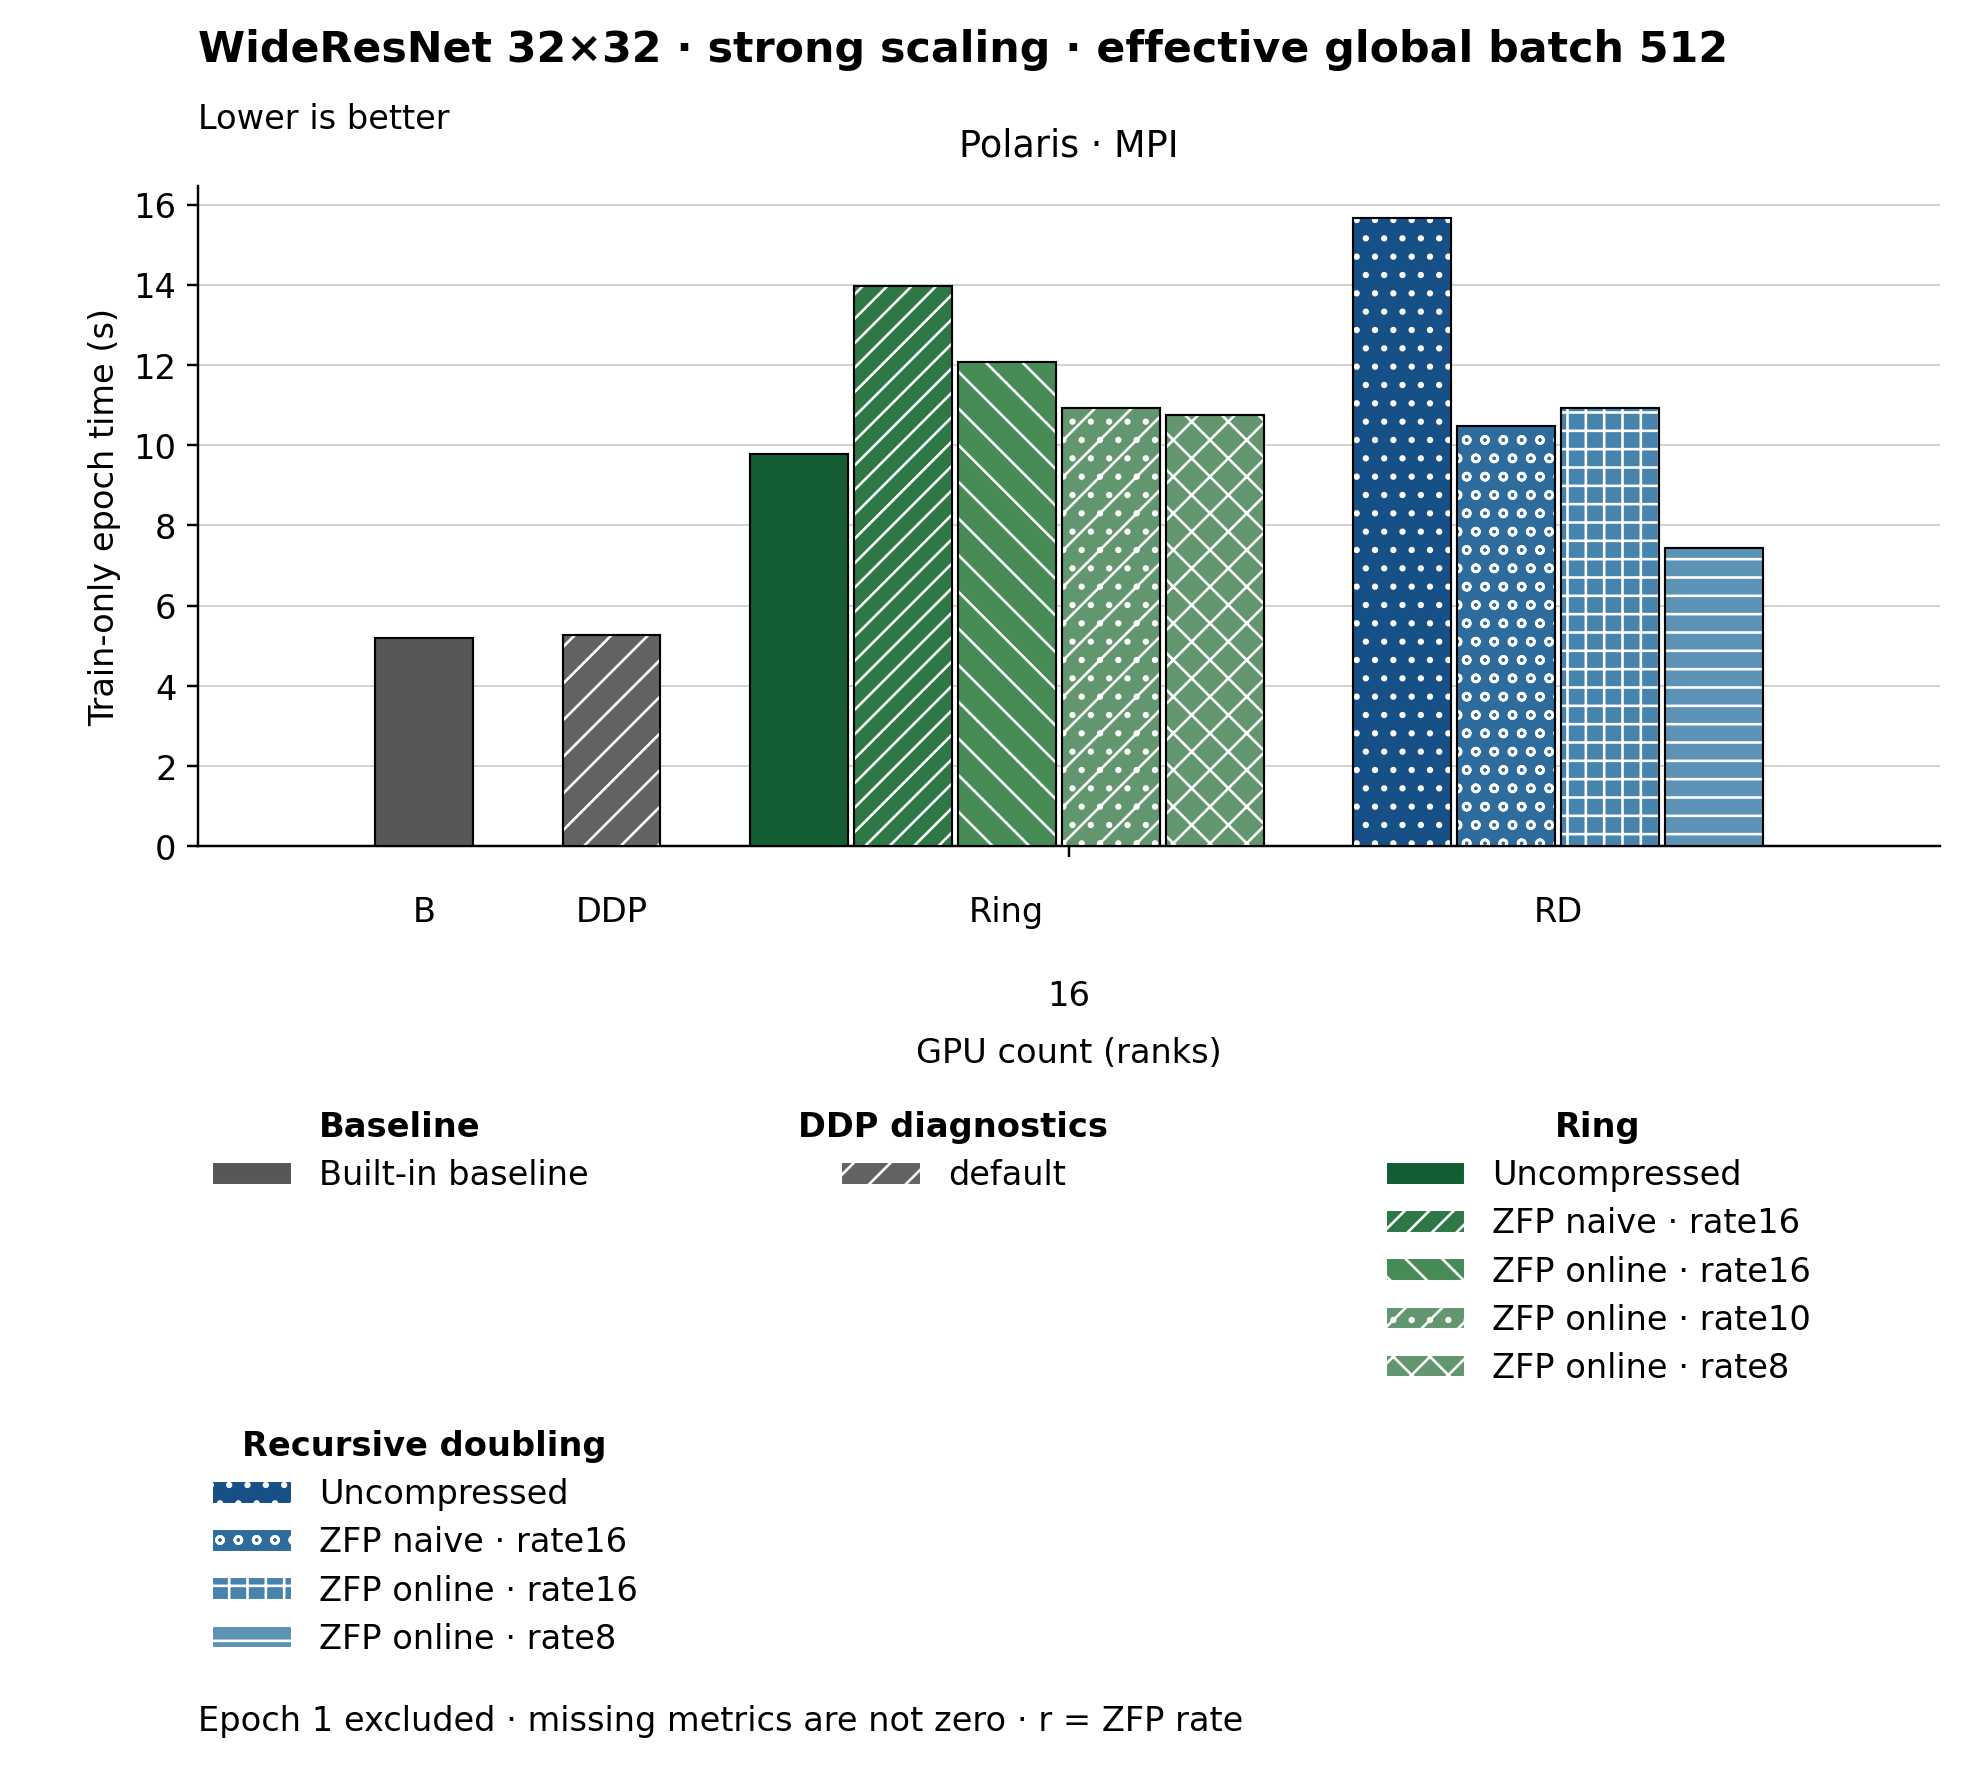 WideResNet 32×32 · strong scaling · effective global batch 512
Lower is better
Polaris · MPI
Train-only epoch time (s)
16
14
12
10
8
6
4
2
0
B DDP Ring RD
16
GPU count (ranks)
Baseline
Built-in baseline
DDP diagnostics
default
Ring
Uncompressed
ZFP naive · rate16
ZFP online · rate16
ZFP online · rate10
ZFP online · rate8
Recursive doubling
Uncompressed
ZFP naive · rate16
ZFP online · rate16
ZFP online · rate8
Epoch 1 excluded · missing metrics are not zero · r = ZFP rate